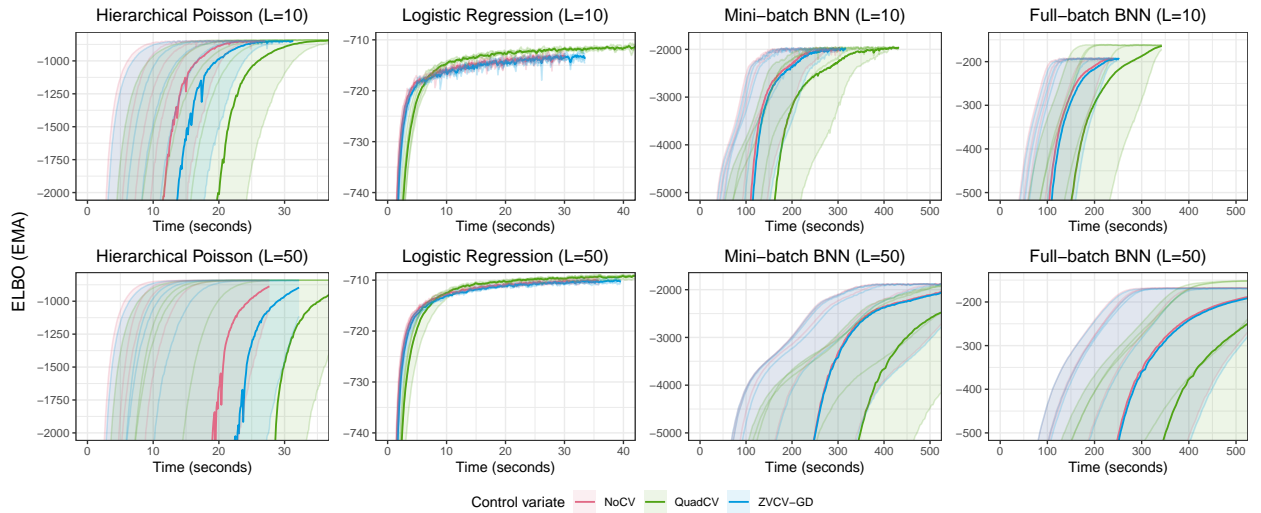 Hierarchical Poisson (L=10)
Logistic Regression (L=10)
Mini−batch BNN (L=10)
Full−batch BNN (L=10)
−1000
−1250
−1500
−1750
−2000
0 10 20 30
Time (seconds)
−710
−720
−730
−740
0 10 20 30 40
Time (seconds)
−2000
−3000
−4000
−5000
0 100 200 300 400 500
Time (seconds)
−200
−300
−400
−500
0 100 200 300 400 500
Time (seconds)
ELBO (EMA)
Hierarchical Poisson (L=50)
Logistic Regression (L=50)
Mini−batch BNN (L=50)
Full−batch BNN (L=50)
−1000
−1250
−1500
−1750
−2000
0 10 20 30
Time (seconds)
−710
−720
−730
−740
0 10 20 30 40
Time (seconds)
−2000
−3000
−4000
−5000
0 100 200 300 400 500
Time (seconds)
−200
−300
−400
−500
0 100 200 300 400 500
Time (seconds)
Control variate NoCV QuadCV ZVCV−GD